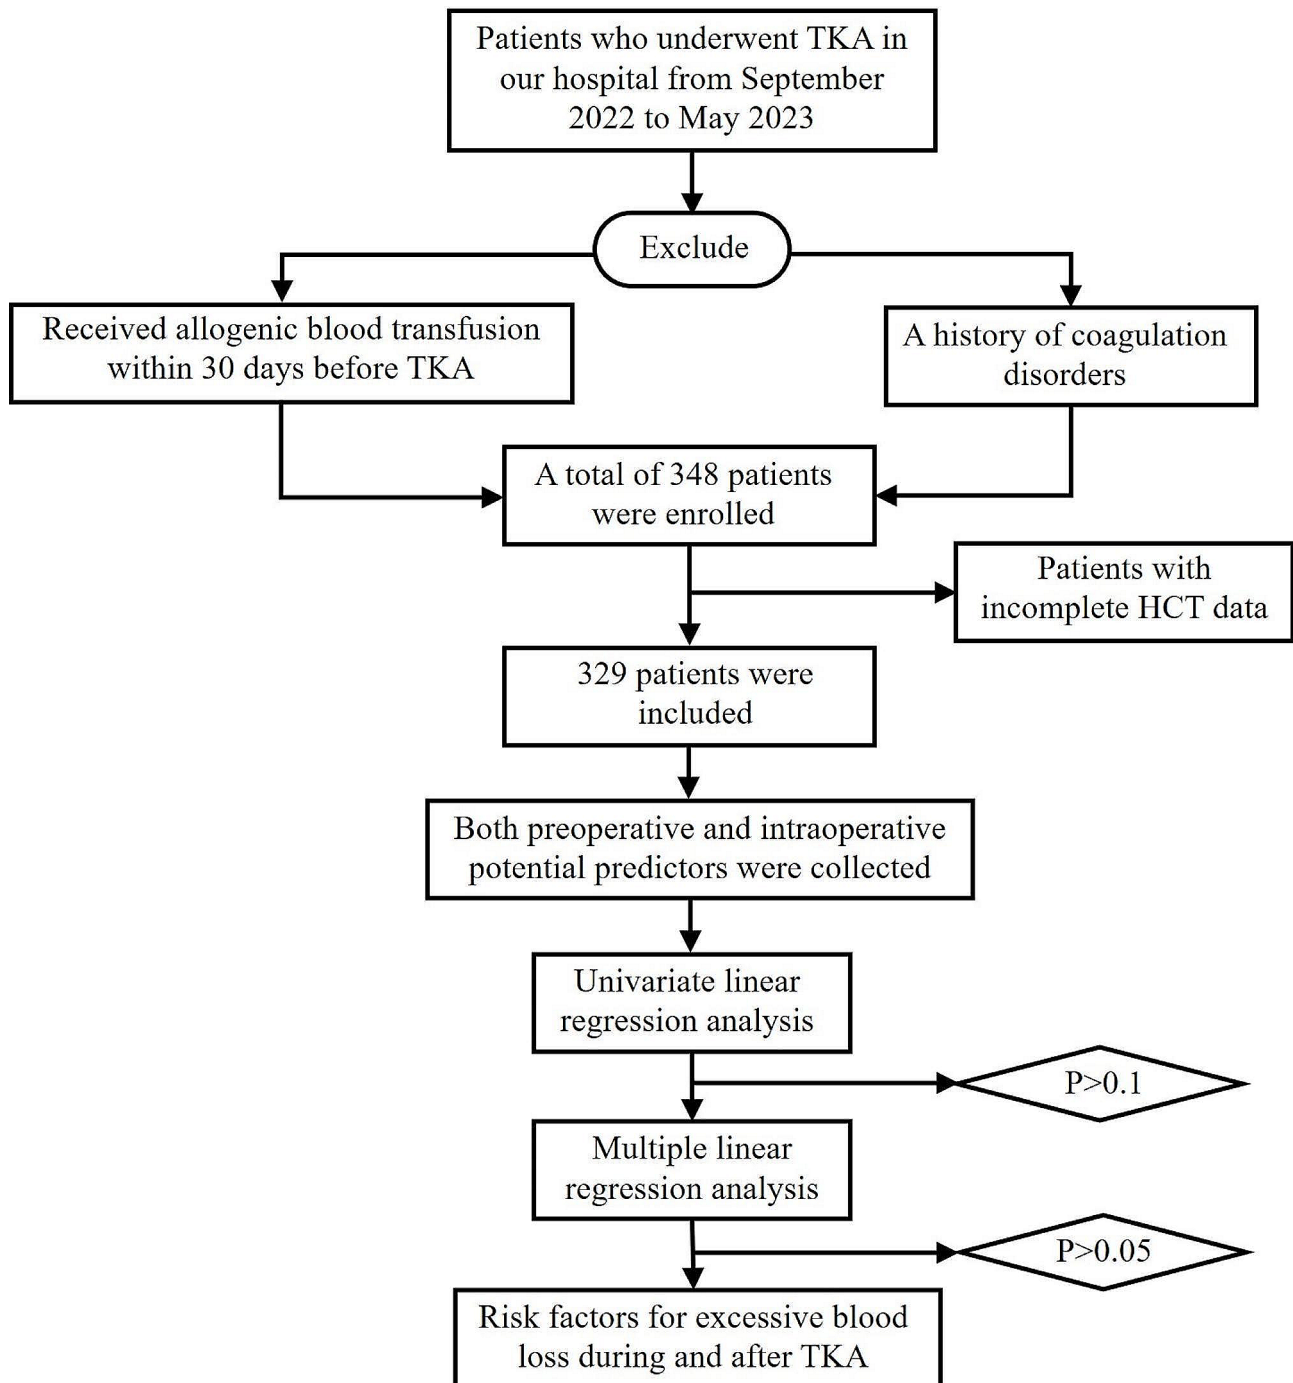 Patients who underwent TKA in
our hospital from September
2022 to May 2023
Exclude
Received allogenic blood transfusion
within 30 days before TKA
A history of coagulation
disorders
A total of 348 patients
were enrolled
Patients with
incomplete HCT data
329 patients were
included
Both preoperative and intraoperative
potential predictors were collected
Univariate linear
regression analysis
P>0.1
Multiple linear
regression analysis
P>0.05
Risk factors for excessive blood
loss during and after TKA